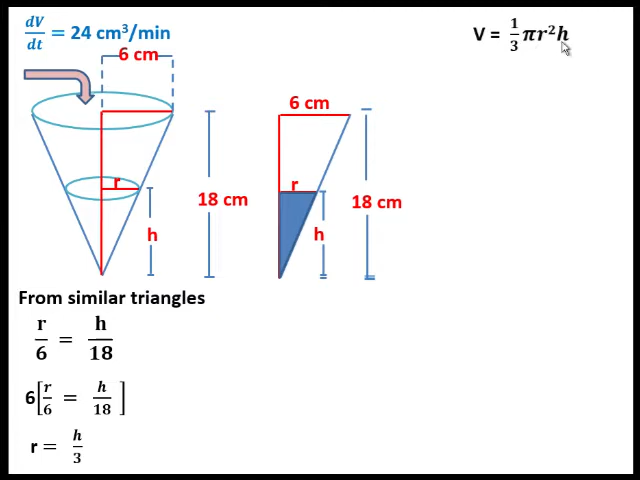 dV/dt = 24 cm³/min
V = 1/3 πr²h
6 cm
6 cm
r
r
18 cm
18 cm
h
h
From similar triangles
r/6 = h/18
6[r/6 = h/18]
r = h/3